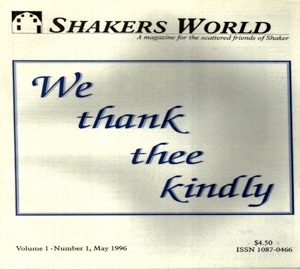 SHAKERS WORLD
A magazine for the scattered friends of Shaker
We
thank
thee
kindly
$4.50
Volume 1 · Number 1, May 1996
ISSN 1087-0466